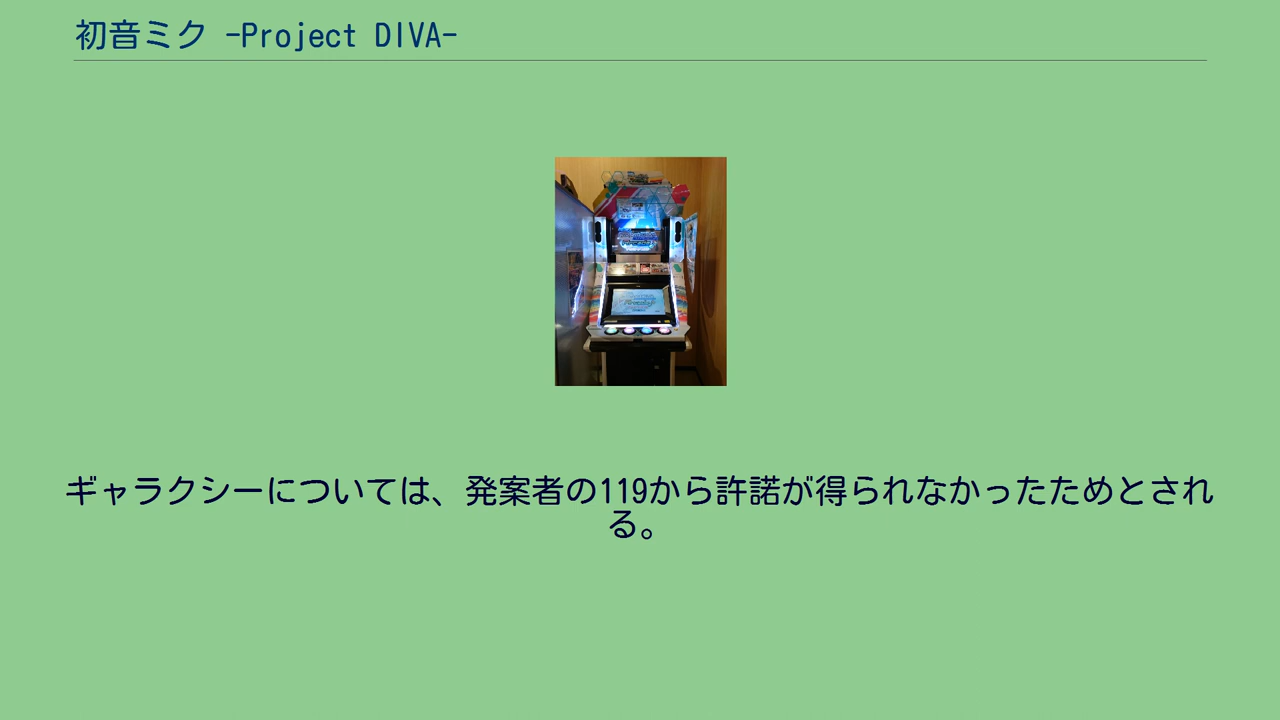 初音ミク -Project DIVA-
ギャラクシーについては、発案者の119から許諾が得られなかったためとされ
る。